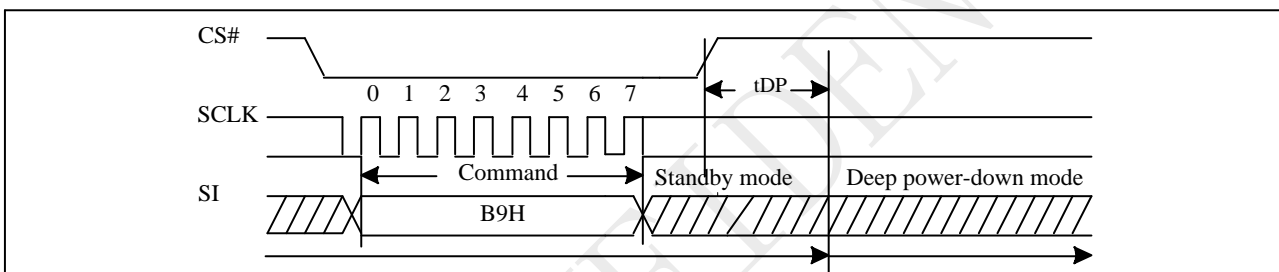 CS#
0 1 2 3 4 5 6 7
tDP
SCLK
Command
Standby mode
Deep power-down mode
SI
B9H